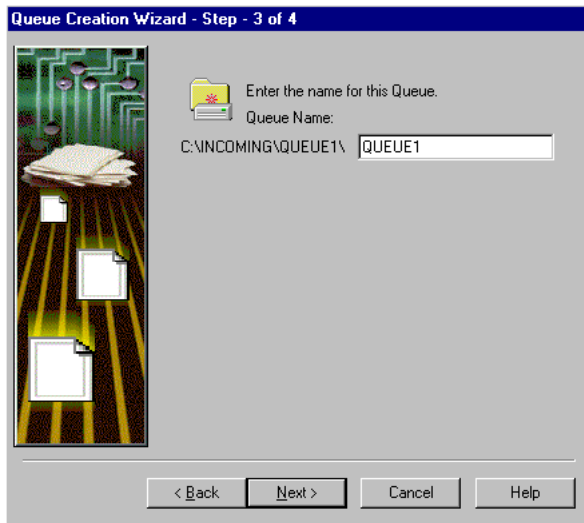 Queue Creation Wizard - Step - 3 of 4
Enter the name for this Queue.
Queue Name:
C:\INCOMING\QUEUE1\ QUEUE1
< Back Next > Cancel Help